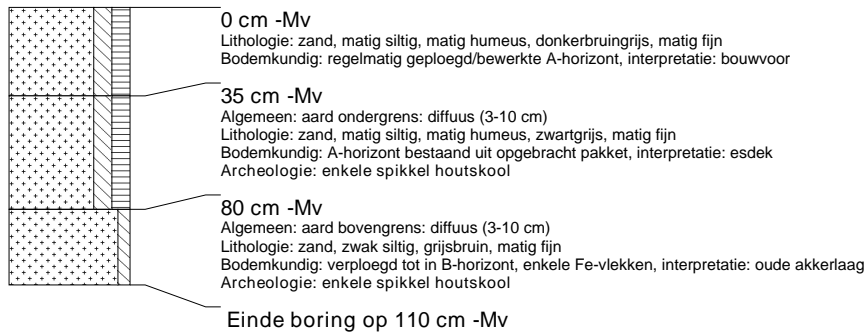 0 cm -Mv
Lithologie: zand, matig siltig, matig humeus, donkerbruingrijs, matig fijn
Bodemkundig: regelmatig geploegd/bewerkte A-horizont, interpretatie: bouwvoor
35 cm -Mv
Algemeen: aard ondergrens: diffuus (3-10 cm)
Lithologie: zand, matig siltig, matig humeus, zwartgrijs, matig fijn
Bodemkundig: A-horizont bestaand uit opgebracht pakket, interpretatie: esdek
Archeologie: enkele spikkel houtskool
80 cm -Mv
Algemeen: aard bovengrens: diffuus (3-10 cm)
Lithologie: zand, zwak siltig, grijsbruin, matig fijn
Bodemkundig: verploegd tot in B-horizont, enkele Fe-vlekken, interpretatie: oude akkerlaag
Archeologie: enkele spikkel houtskool
Einde boring op 110 cm -Mv